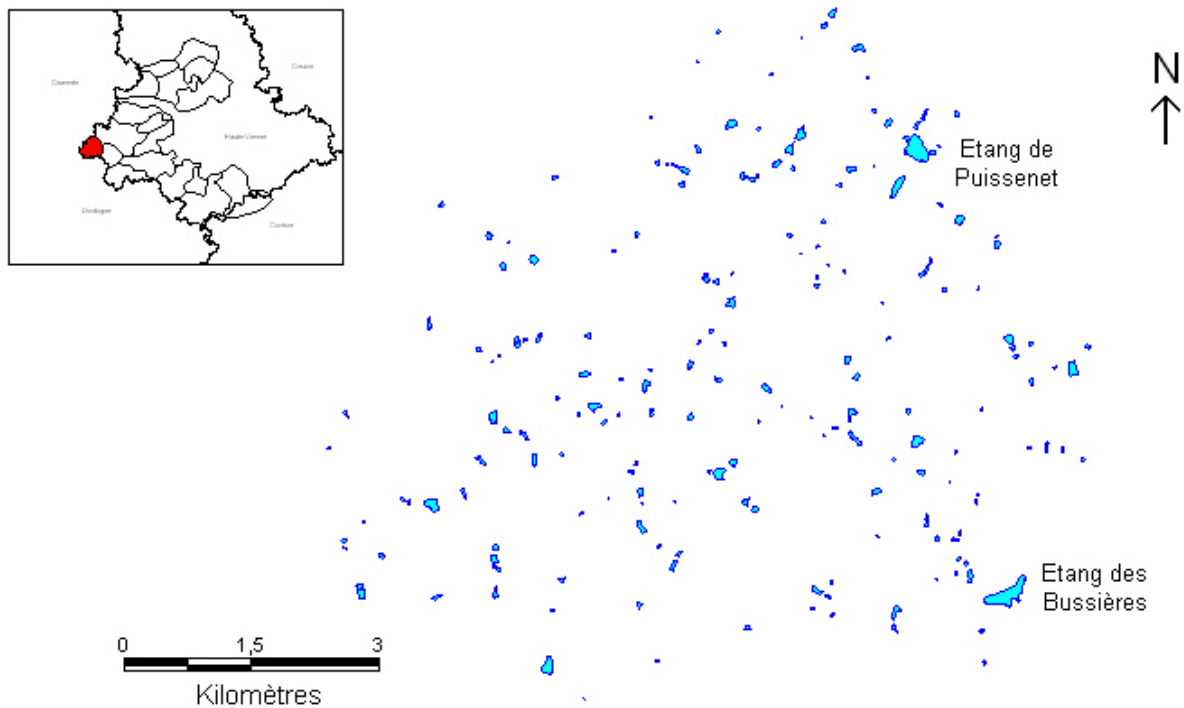 Creuse
Charente
Haute-Vienne
Dordogne
Corrèze
N
Etang de
Puissenet
Etang des
Bussières
0 1,5 3
Kilomètres